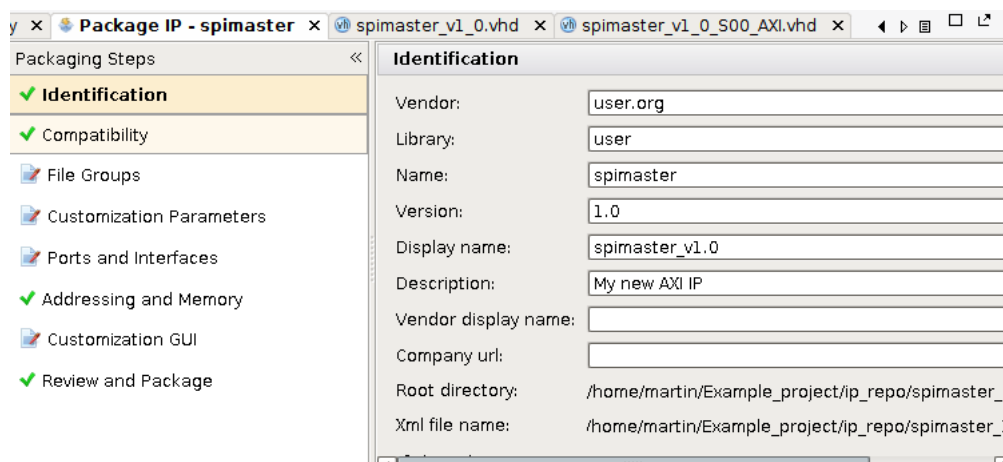 y Package IP - spimaster spimaster_v1_0.vhd spimaster_v1_0_S00_AXI.vhd
Packaging Steps
Identification
Compatibility
File Groups
Customization Parameters
Ports and Interfaces
Addressing and Memory
Customization GUI
Review and Package
Identification
Vendor: user.org
Library: user
Name: spimaster
Version: 1.0
Display name: spimaster_v1.0
Description: My new AXI IP
Vendor display name:
Company url:
Root directory: /home/martin/Example_project/ip_repo/spimaster_
Xml file name: /home/martin/Example_project/ip_repo/spimaster_